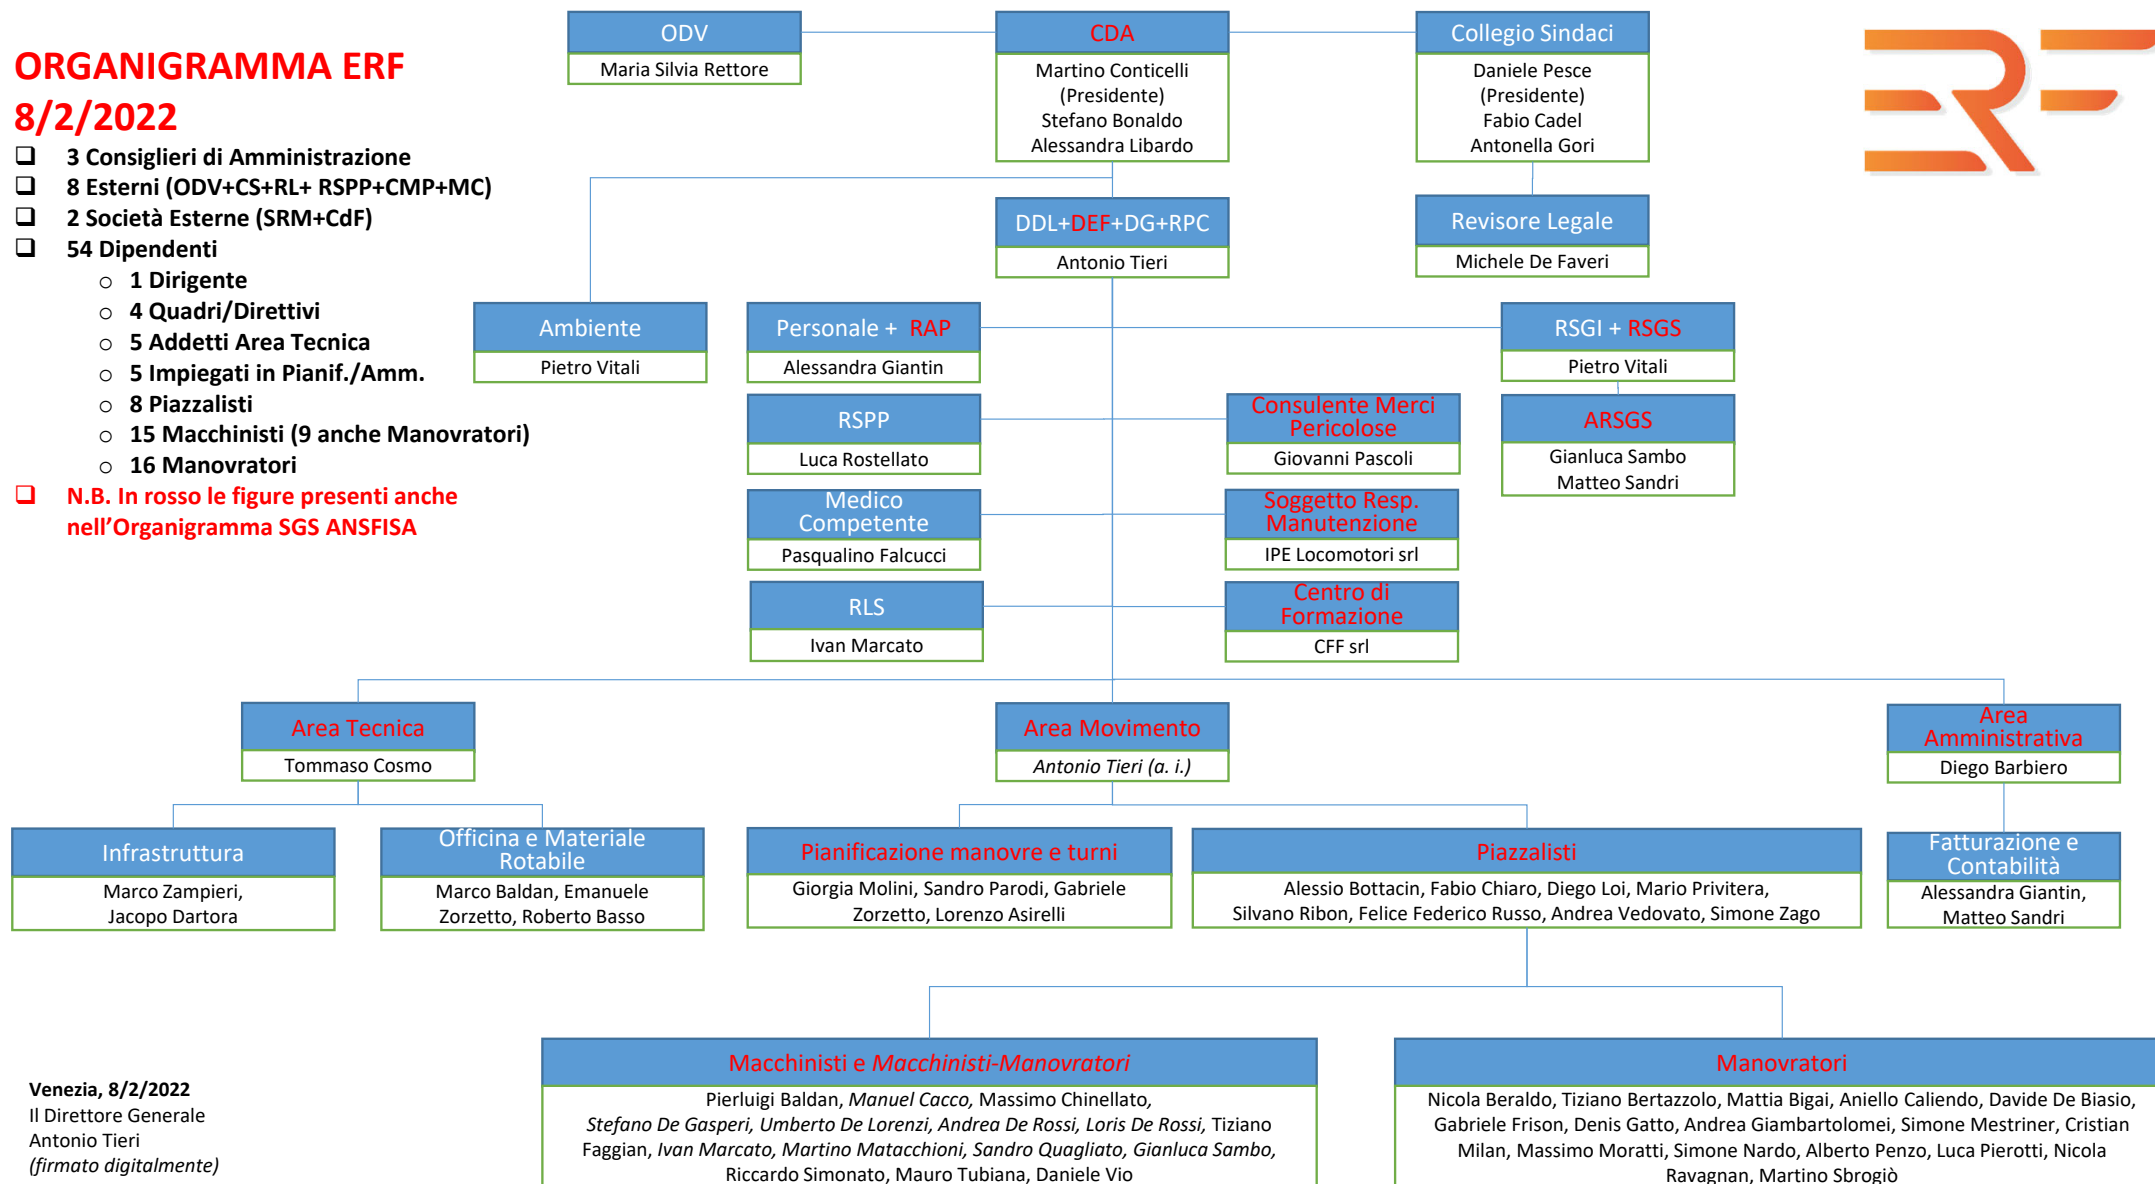 ORGANIGRAMMA ERF
8/2/2022
3 Consiglieri di Amministrazione
8 Esterni (ODV+CS+RL+ RSPP+CMP+MC)
2 Società Esterne (SRM+CdF)
54 Dipendenti
1 Dirigente
4 Quadri/Direttivi
5 Addetti Area Tecnica
5 Impiegati in Pianif./Amm.
8 Piazzalisti
15 Macchinisti (9 anche Manovratori)
16 Manovratori
N.B. In rosso le figure presenti anche
nell'Organigramma SGS ANSFISA
ODV
Maria Silvia Rettore
CDA
Martino Conticelli
(Presidente)
Stefano Bonaldo
Alessandra Libardo
Collegio Sindaci
Daniele Pesce
(Presidente)
Fabio Cadel
Antonella Gori
ERF
DDL+DEF+DG+RPC
Antonio Tieri
Revisore Legale
Michele De Faveri
Ambiente
Pietro Vitali
Personale + RAP
Alessandra Giantin
RSGI + RSGS
Pietro Vitali
RSPP
Luca Rostellato
Consulente Merci
Pericolose
Giovanni Pascoli
ARSGS
Gianluca Sambo
Matteo Sandri
Medico
Competente
Pasqualino Falcucci
Soggetto Resp.
Manutenzione
IPE Locomotori srl
RLS
Ivan Marcato
Centro di
Formazione
CFF srl
Area Tecnica
Tommaso Cosmo
Area Movimento
Antonio Tieri (a. i.)
Area
Amministrativa
Diego Barbiero
Infrastruttura
Marco Zampieri,
Jacopo Dartora
Officina e Materiale
Rotabile
Marco Baldan, Emanuele
Zorzetto, Roberto Basso
Pianificazione manovre e turni
Giorgia Molini, Sandro Parodi, Gabriele
Zorzetto, Lorenzo Asirelli
Piazzalisti
Alessio Bottacin, Fabio Chiaro, Diego Loi, Mario Privitera,
Silvano Ribon, Felice Federico Russo, Andrea Vedovato, Simone Zago
Fatturazione e
Contabilità
Alessandra Giantin,
Matteo Sandri
Macchinisti e Macchinisti-Manovratori
Pierluigi Baldan, Manuel Cacco, Massimo Chinellato,
Stefano De Gasperi, Umberto De Lorenzi, Andrea De Rossi, Loris De Rossi, Tiziano
Faggian, Ivan Marcato, Martino Matacchioni, Sandro Quagliato, Gianluca Sambo,
Riccardo Simonato, Mauro Tubiana, Daniele Vio
Manovratori
Nicola Beraldo, Tiziano Bertazzolo, Mattia Bigai, Aniello Caliendo, Davide De Biasio,
Gabriele Frison, Denis Gatto, Andrea Giambartolomei, Simone Mestriner, Cristian
Milan, Massimo Moratti, Simone Nardo, Alberto Penzo, Luca Pierotti, Nicola
Ravagnan, Martino Sbrogiò
Venezia, 8/2/2022
Il Direttore Generale
Antonio Tieri
(firmato digitalmente)